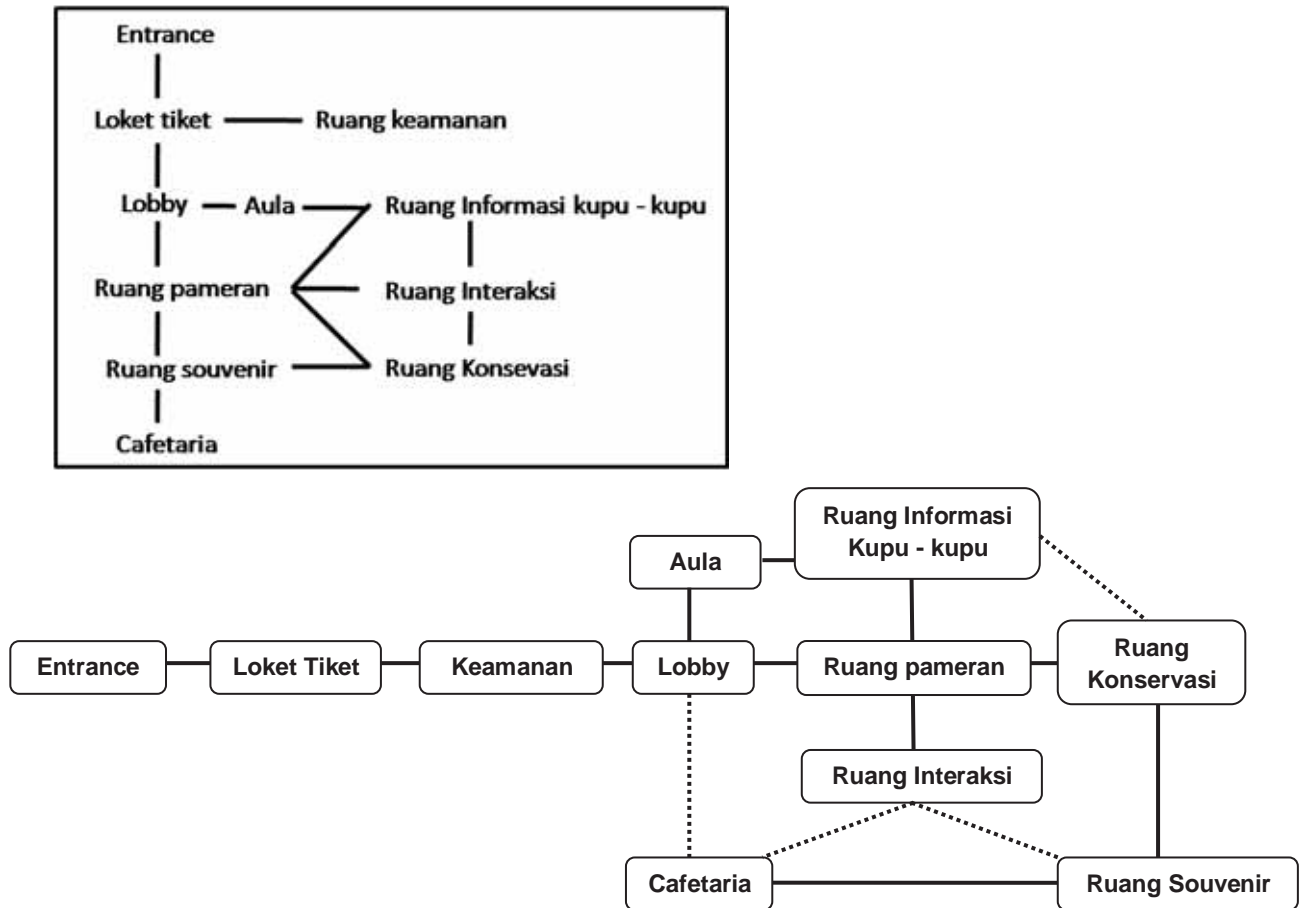 Entrance
Loket tiket
Ruang keamanan
Lobby
Aula
Ruang Informasi kupu - kupu
Ruang pameran
Ruang Interaksi
Ruang souvenir
Ruang Konsevasi
Cafetaria
Ruang Informasi
Kupu - kupu
Aula
Entrance
Loket Tiket
Keamanan
Lobby
Ruang pameran
Ruang
Konservasi
Ruang Interaksi
Cafetaria
Ruang Souvenir